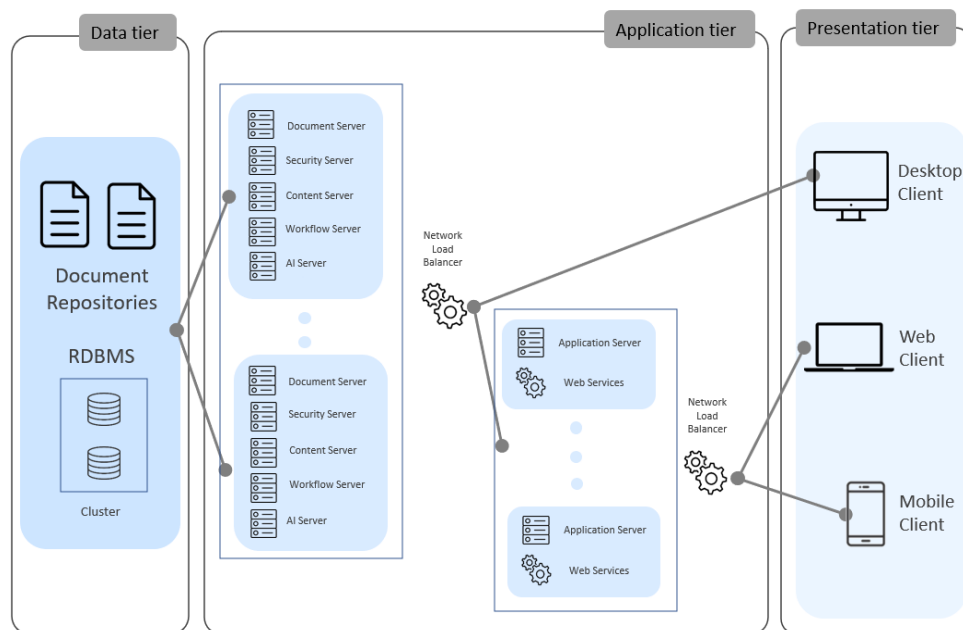 Data tier
Application tier
Presentation tier
Document
Repositories
RDBMS
Cluster
Document Server
Security Server
Content Server
Workflow Server
AI Server
Document Server
Security Server
Content Server
Workflow Server
AI Server
Network
Load
Balancer
Application Server
Web Services
Application Server
Web Services
Network
Load
Balancer
Desktop
Client
Web
Client
Mobile
Client